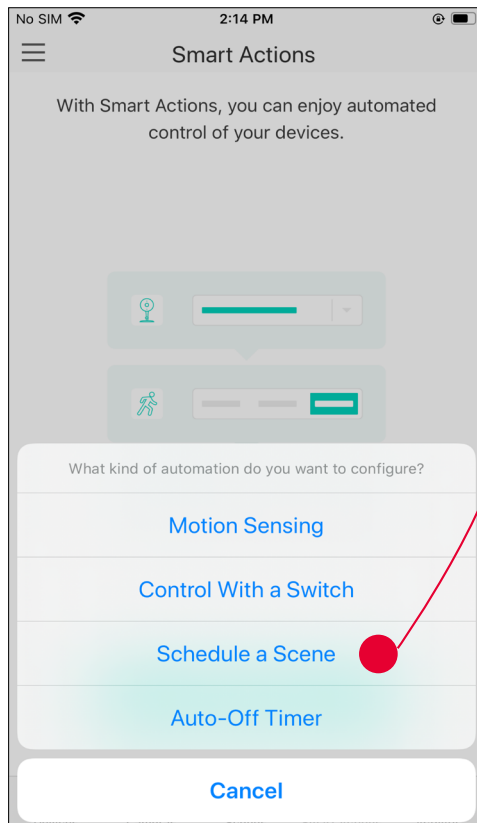 No SIM 2:14 PM
Smart Actions
With Smart Actions, you can enjoy automated
control of your devices.
What kind of automation do you want to configure?
Motion Sensing
Control With a Switch
Schedule a Scene
Auto-Off Timer
Cancel